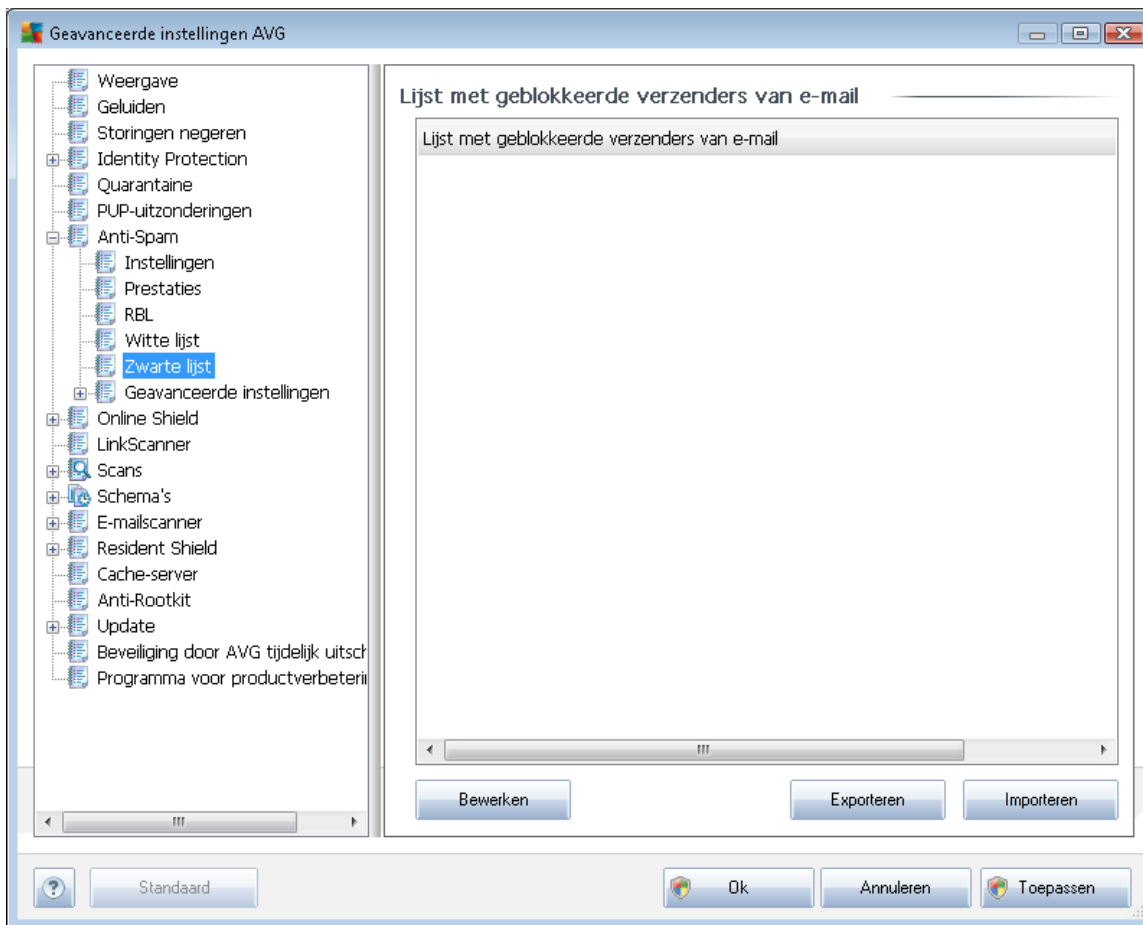 Geavanceerde instellingen AVG
Weergave
Geluiden
Storingen negeren
Identity Protection
Quarantaine
PUP-uitzonderingen
Anti-Spam
Instellingen
Prestaties
RBL
Witte lijst
Zwarte lijst
Geavanceerde instellingen
Online Shield
LinkScanner
Scans
Schema's
E-mailscanner
Resident Shield
Cache-server
Anti-Rootkit
Update
Beveiliging door AVG tijdelijk uitsch
Programma voor productverbeterin
Lijst met geblokkeerde verzenders van e-mail
Lijst met geblokkeerde verzenders van e-mail
Bewerken
Exporteren
Importeren
?
Standaard
Ok
Annuleren
Toepassen